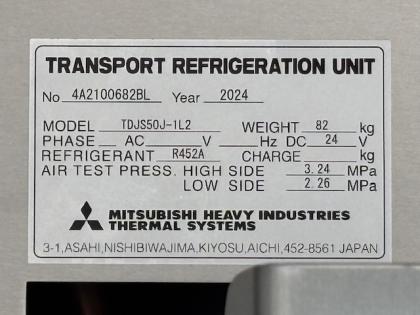 TRANSPORT REFRIGERATION UNIT
No 4A2100682BL Year 2024
MODEL TDJS50J-1L2 WEIGHT 82 kg
PHASE AC V Hz DC 24 V
REFRIGERANT R452A CHARGE kg
AIR TEST PRESS. HIGH SIDE 3.24 MPa
LOW SIDE 2.26 MPa
MITSUBISHI HEAVY INDUSTRIES
THERMAL SYSTEMS
3-1,ASAHI,NISHIBIWAJIMA,KIYOSU,AICHI,452-8561 JAPAN